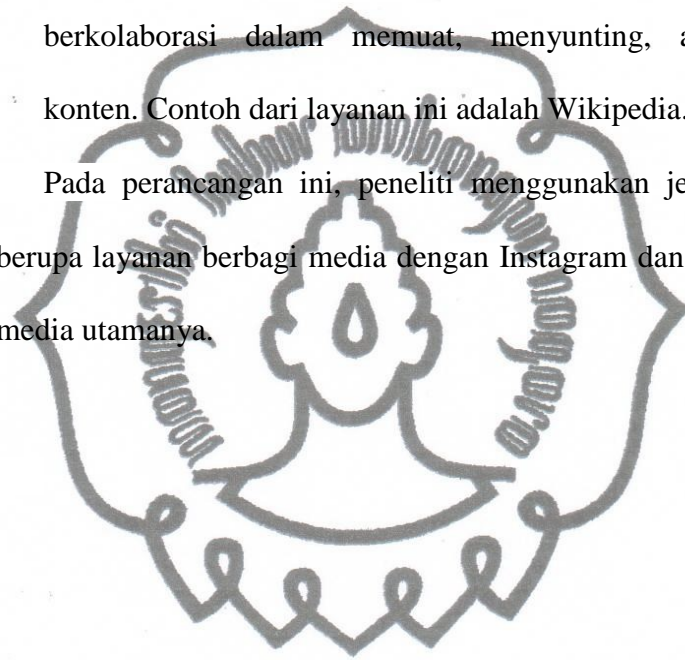 berkolaborasi dalam memuat, menyunting,
konten. Contoh dari layanan ini adalah Wikipedia.
Pada perancangan ini, peneliti menggunakan
berupa layanan berbagi media dengan Instagram dan
media utamanya.